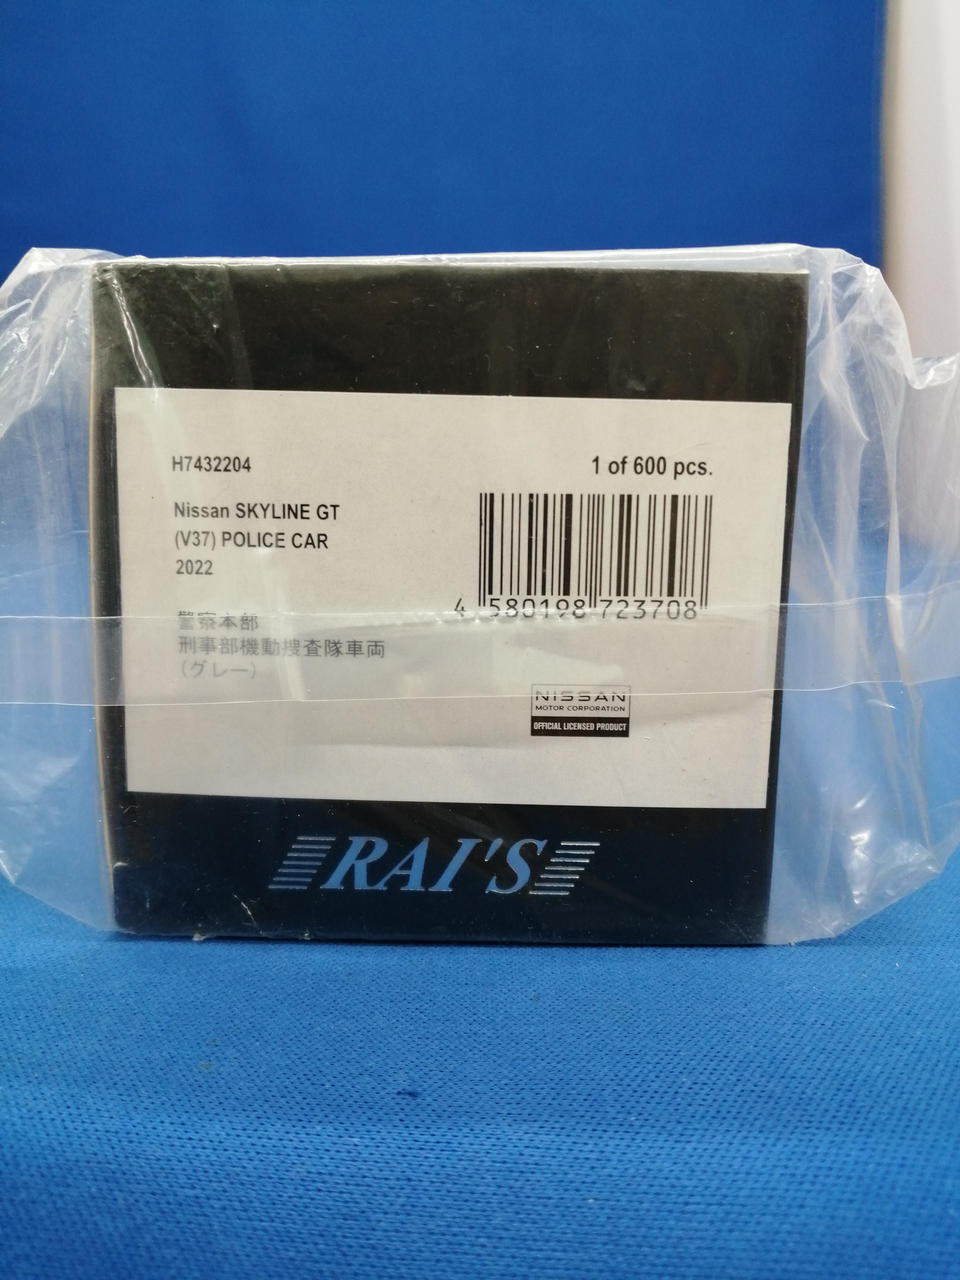 H7432204
1 of 600 pcs.
Nissan SKYLINE GT
(V37) POLICE CAR
2022
4 580198 723708
警察本部
刑事部機動捜査隊車両
(グレー)
NISSAN
MOTOR CORPORATION
OFFICIAL LICENSED PRODUCT
RAI'S